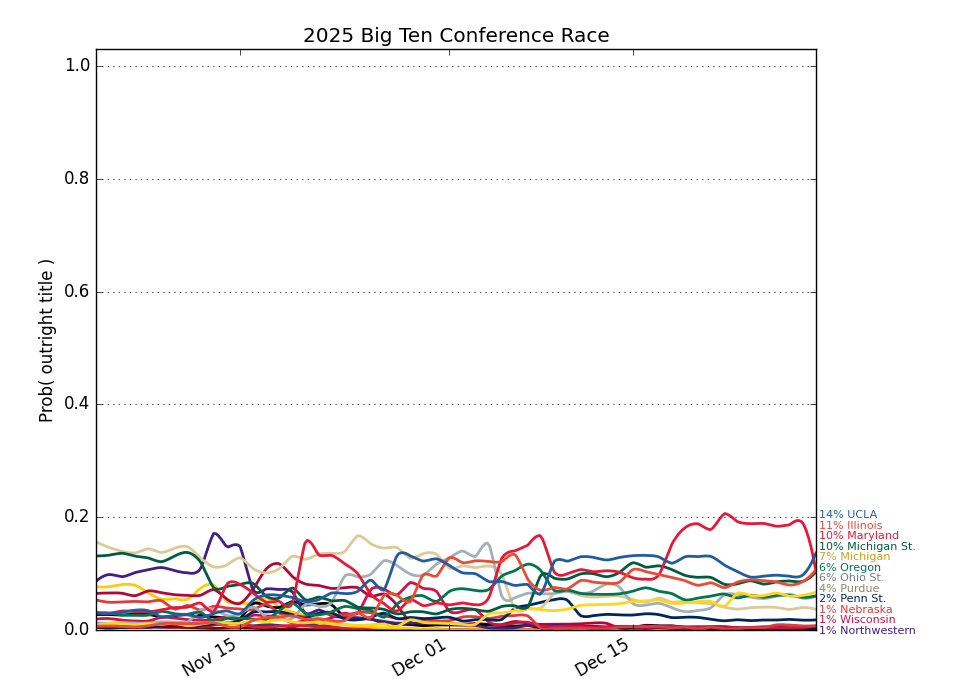 2025 Big Ten Conference Race
1.0
0.8
0.6
0.4
0.2
0.0
Prob( outright title )
Nov 15
Dec 01
Dec 15
14% UCLA
11% Illinois
10% Maryland
10% Michigan St.
7% Michigan
6% Oregon
6% Ohio St.
4% Purdue
2% Penn St.
1% Nebraska
1% Wisconsin
1% Northwestern